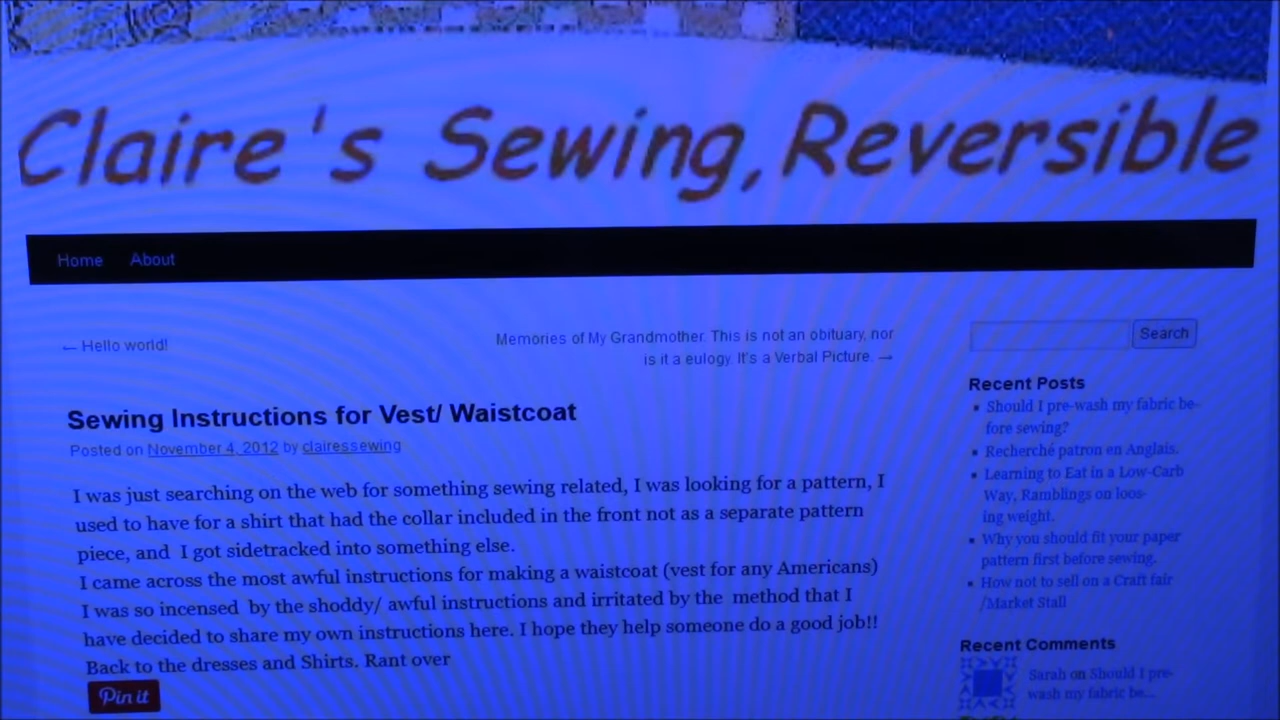 Claire's Sewing, Reversible
Home About
← Hello world!
Memories of My Grandmother. This is not an obituary, nor
is it a eulogy. It's a Verbal Picture. →
Sewing Instructions for Vest/ Waistcoat
Posted on November 4, 2012 by clairessewing
I was just searching on the web for something sewing related, I was looking for a pattern, I
used to have for a shirt that had the collar included in the front not as a separate pattern
piece, and I got sidetracked into something else.
I came across the most awful instructions for making a waistcoat (vest for any Americans)
I was so incensed by the shoddy/ awful instructions and irritated by the method that I
have decided to share my own instructions here. I hope they help someone do a good job!!
Back to the dresses and Shirts. Rant over
Pin it
Search
Recent Posts
Should I pre-wash my fabric be-
fore sewing?
Recherché patron en Anglais.
Learning to Eat in a Low-Carb
Way, Ramblings on loos-
ing weight.
Why you should fit your paper
pattern first before sewing.
How not to sell on a Craft fair
/Market Stall
Recent Comments
Sarah on Should I pre-
wash my fabric be...